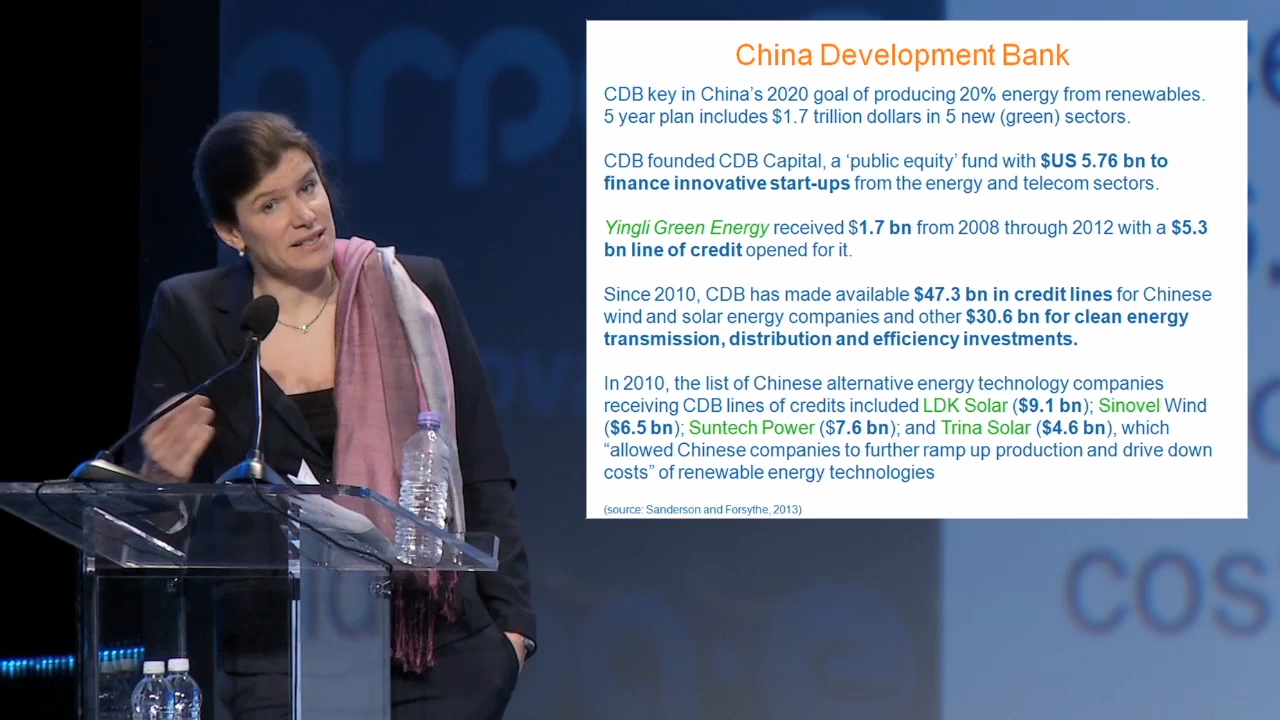 China Development Bank
CDB key in China’s 2020 goal of producing 20% energy from renewables.
5 year plan includes $1.7 trillion dollars in 5 new (green) sectors.
CDB founded CDB Capital, a ‘public equity’ fund with $US 5.76 bn to
finance innovative start-ups from the energy and telecom sectors.
Yingli Green Energy received $1.7 bn from 2008 through 2012 with a $5.3
bn line of credit opened for it.
Since 2010, CDB has made available $47.3 bn in credit lines for Chinese
wind and solar energy companies and other $30.6 bn for clean energy
transmission, distribution and efficiency investments.
In 2010, the list of Chinese alternative energy technology companies
receiving CDB lines of credits included LDK Solar ($9.1 bn); Sinovel Wind
($6.5 bn); Suntech Power ($7.6 bn); and Trina Solar ($4.6 bn), which
“allowed Chinese companies to further ramp up production and drive down
costs” of renewable energy technologies
(source: Sanderson and Forsythe, 2013)
arp
cos